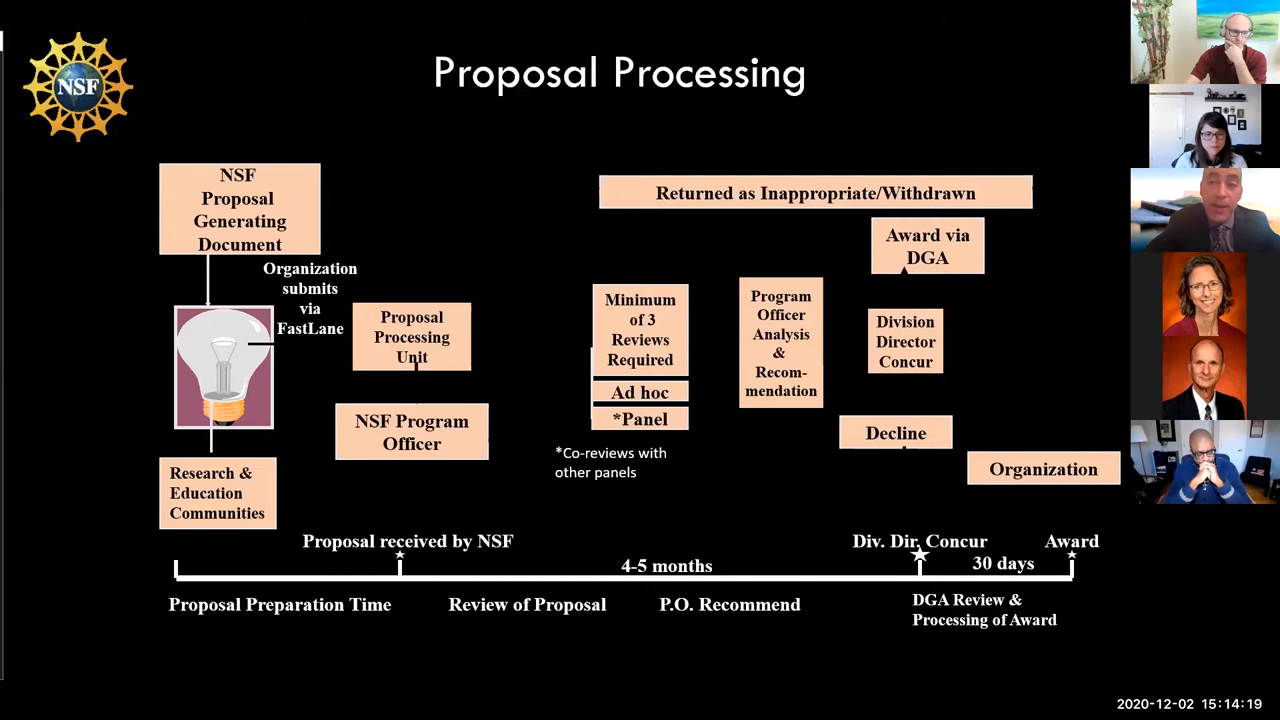 NSF
Proposal Processing
NSF
Proposal
Generating
Document
Organization
submits
via
FastLane
Research &
Education
Communities
Proposal
Processing
Unit
NSF Program
Officer
Returned as Inappropriate/Withdrawn
Minimum
of 3
Reviews
Required
Ad hoc
*Panel
*Co-reviews with
other panels
Program
Officer
Analysis
&
Recom-
mendation
Award via
DGA
Division
Director
Concur
Decline
Organization
Proposal received by NSF
4-5 months
Div. Dir. Concur
30 days
Award
Proposal Preparation Time
Review of Proposal
P.O. Recommend
DGA Review &
Processing of Award
2020-12-02 15:14:19